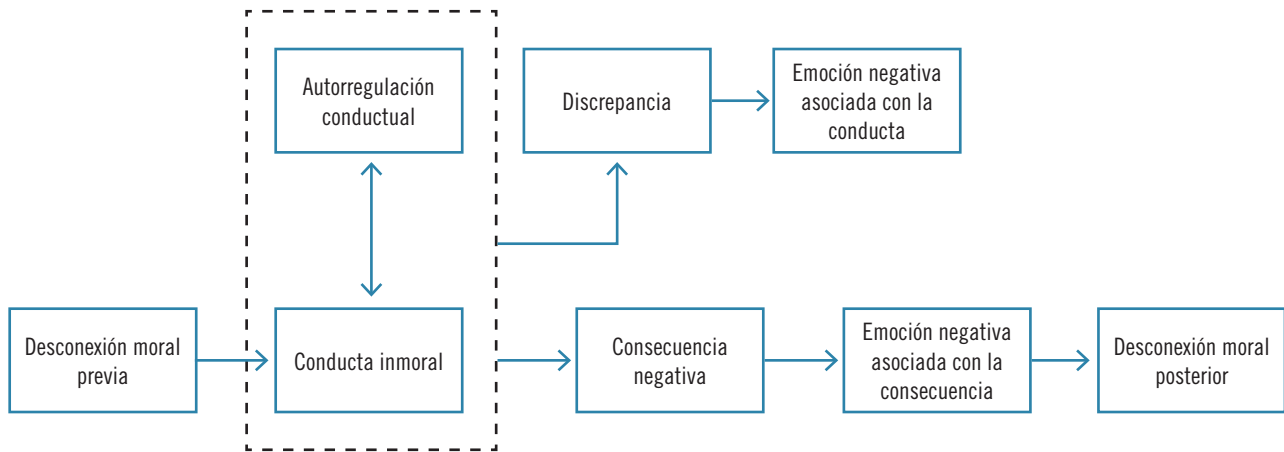 Autorregulación
conductual
Discrepancia
Emoción negativa
asociada con la
conducta
Desconexión moral
previa
Conducta inmoral
Consecuencia
negativa
Emoción negativa
asociada con la
consecuencia
Desconexión moral
posterior